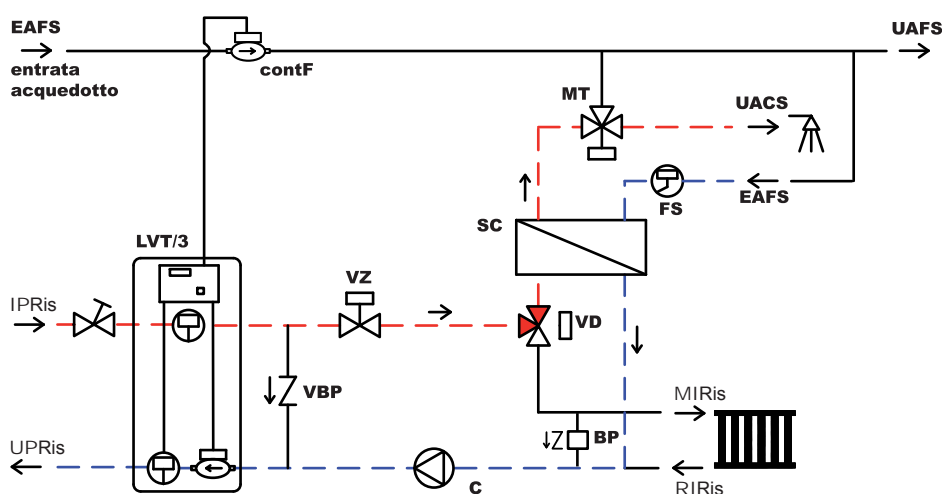 EAFS
UAFS
entrata
acquedotto
contF
MT
UACS
FS
EAFS
SC
LVT/3
VZ
IPRis
VD
VBP
MIRis
BP
UPRis
C
RIRis